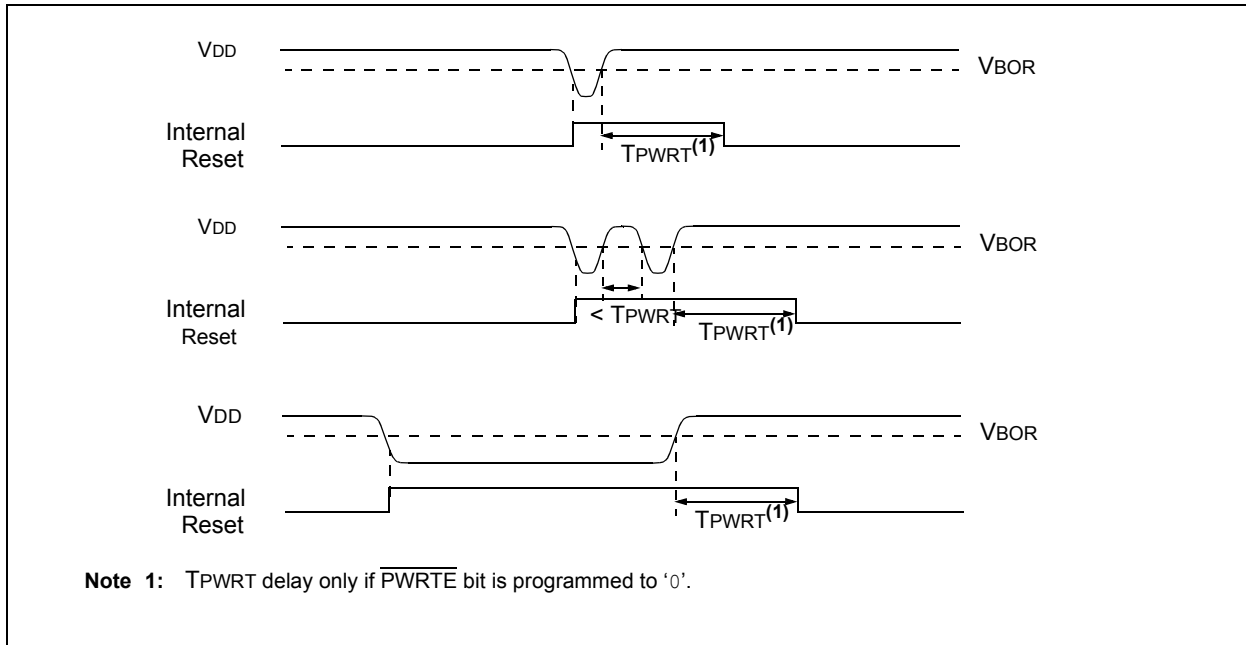 VDD
VBOR
Internal
Reset
TPWRT(1)
VDD
VBOR
Internal
Reset
< TPWRT
TPWRT(1)
VDD
VBOR
Internal
Reset
TPWRT(1)
Note 1: TPWRT delay only if PWRTE bit is programmed to ‘0’.